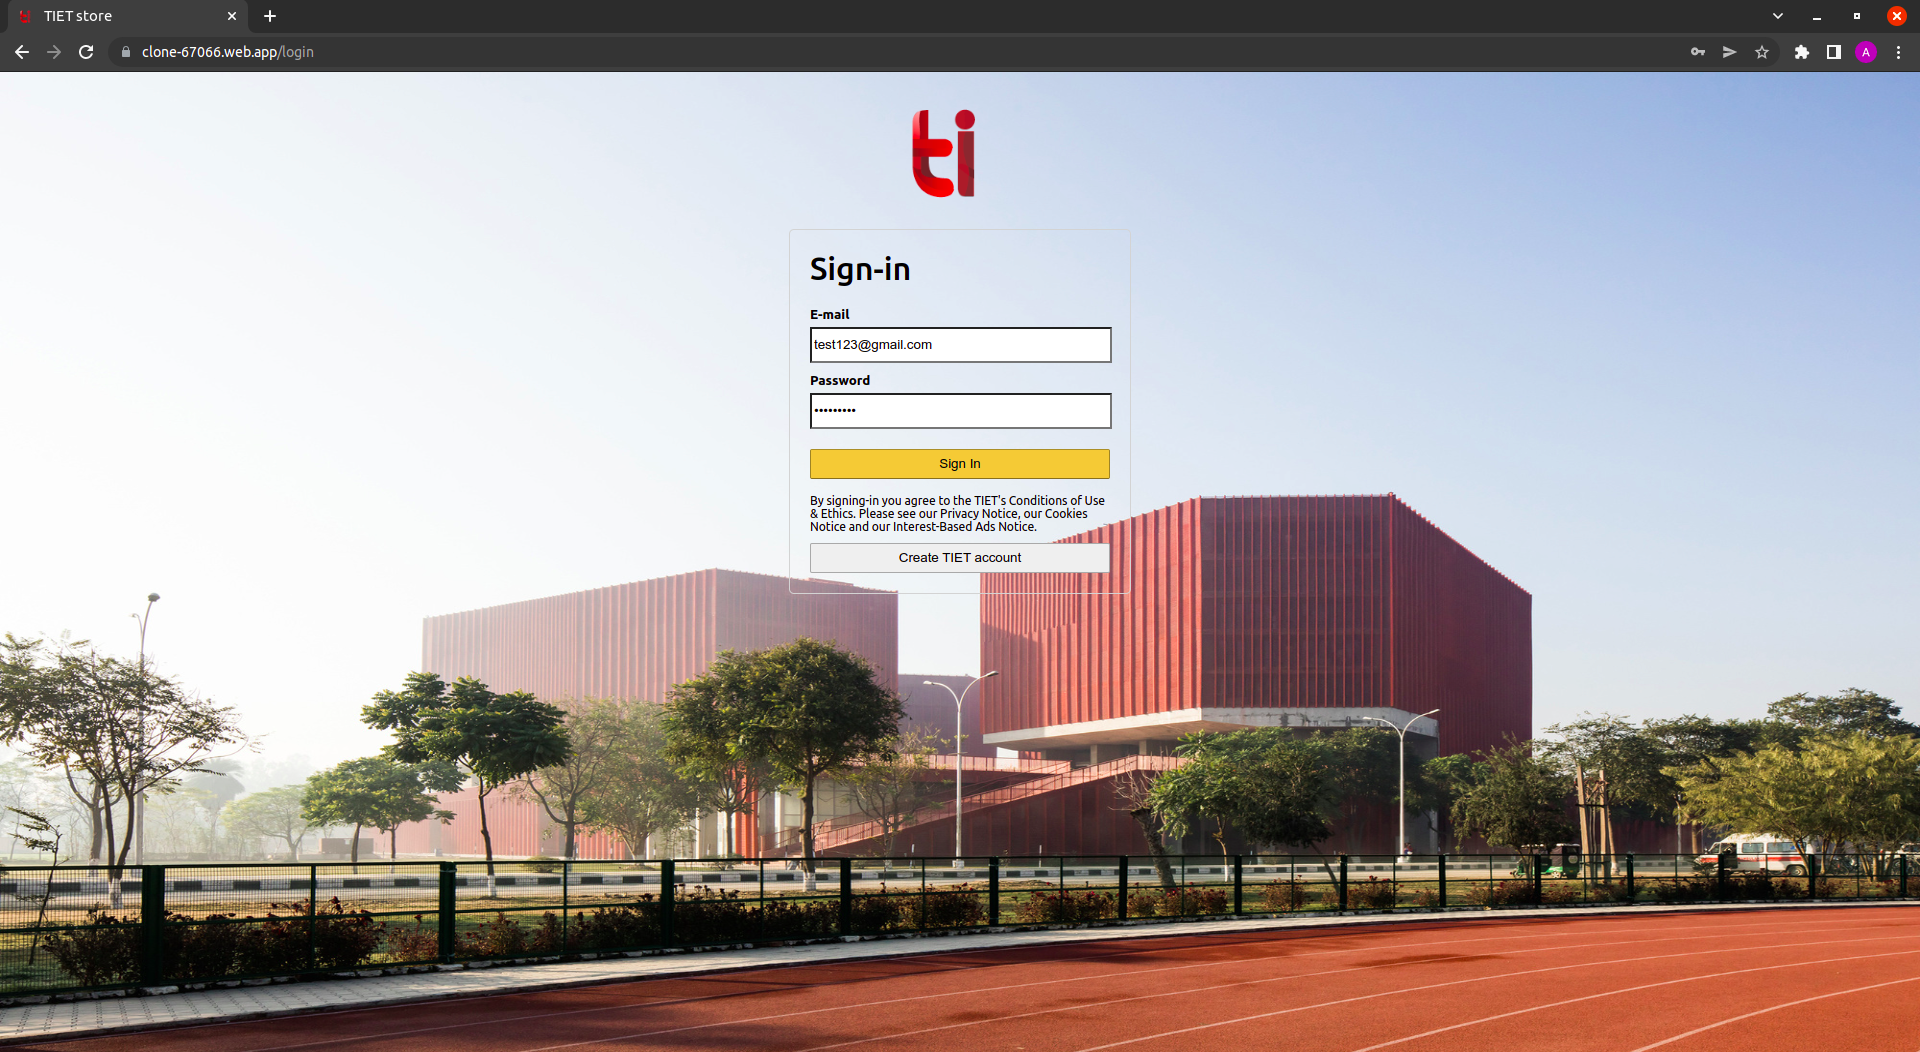 TIET store
clone-67066.web.app/login
A
ti
Sign-in
E-mail
test123@gmail.com
Password
•••••••••
Sign In
By signing-in you agree to the TIET's Conditions of Use
& Ethics. Please see our Privacy Notice, our Cookies
Notice and our Interest-Based Ads Notice.
Create TIET account